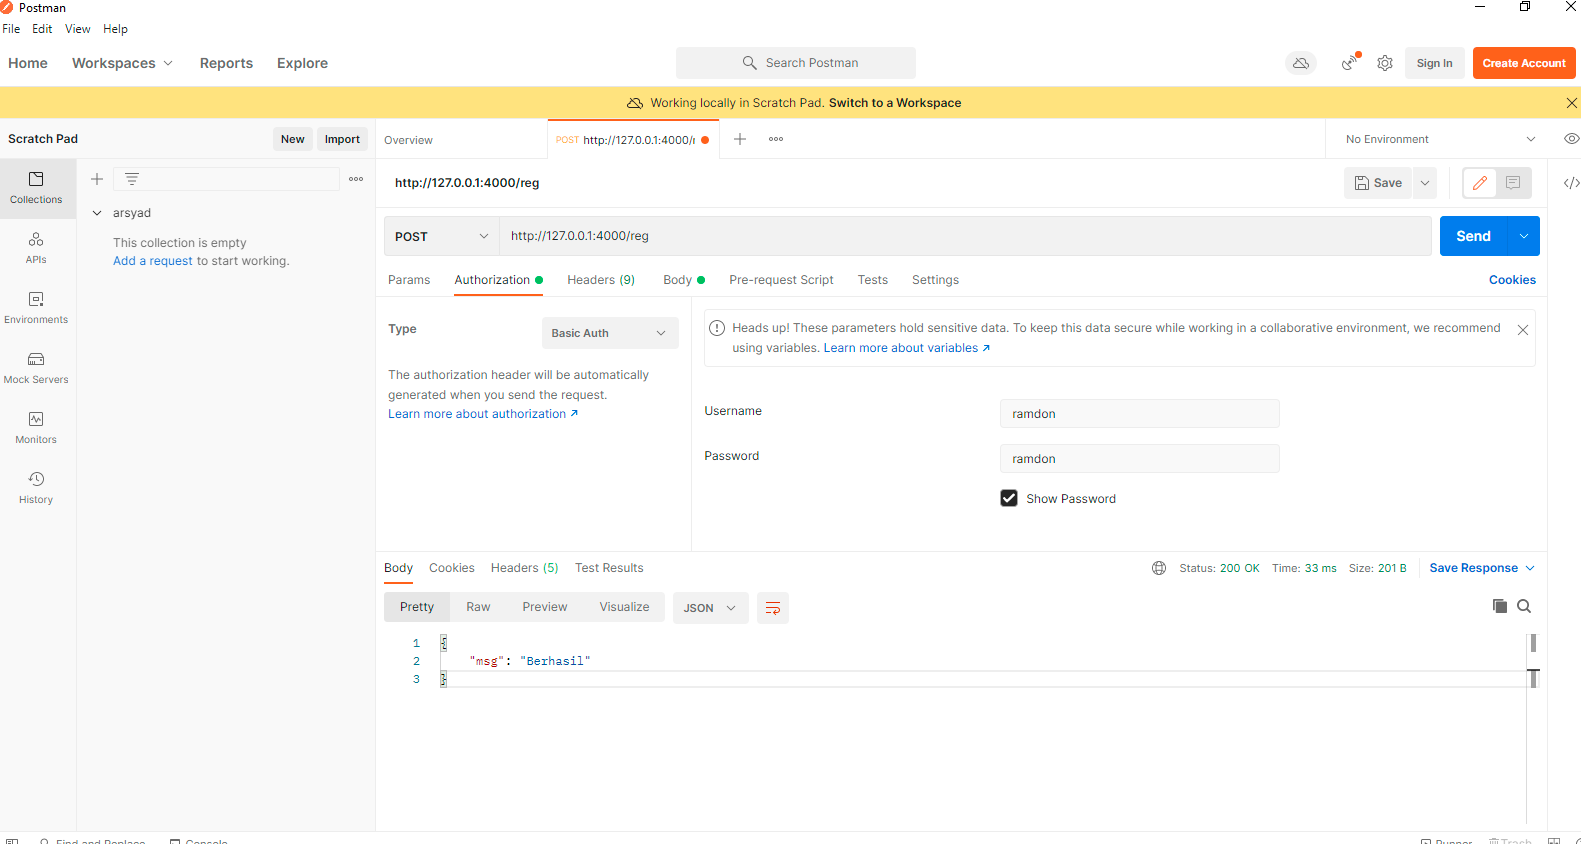 Postman
File Edit View Help
Home Workspaces Reports Explore Search Postman Sign In Create Account
Working locally in Scratch Pad. Switch to a Workspace
Scratch Pad New Import Overview POST http://127.0.0.1:4000/r No Environment
Collections
APIs
Environments
Mock Servers
Monitors
History
arsyad
This collection is empty
Add a request to start working.
http://127.0.0.1:4000/reg Save
POST http://127.0.0.1:4000/reg Send
Params Authorization Headers (9) Body Pre-request Script Tests Settings Cookies
Type Basic Auth
The authorization header will be automatically
generated when you send the request.
Learn more about authorization ↗
Heads up! These parameters hold sensitive data. To keep this data secure while working in a collaborative environment, we recommend
using variables. Learn more about variables ↗
Username ramdon
Password ramdon
Show Password
Body Cookies Headers (5) Test Results Status: 200 OK Time: 33 ms Size: 201 B Save Response
Pretty Raw Preview Visualize JSON
1 {
2 "msg": "Berhasil"
3 }
Find and Replace Console Runner Trash